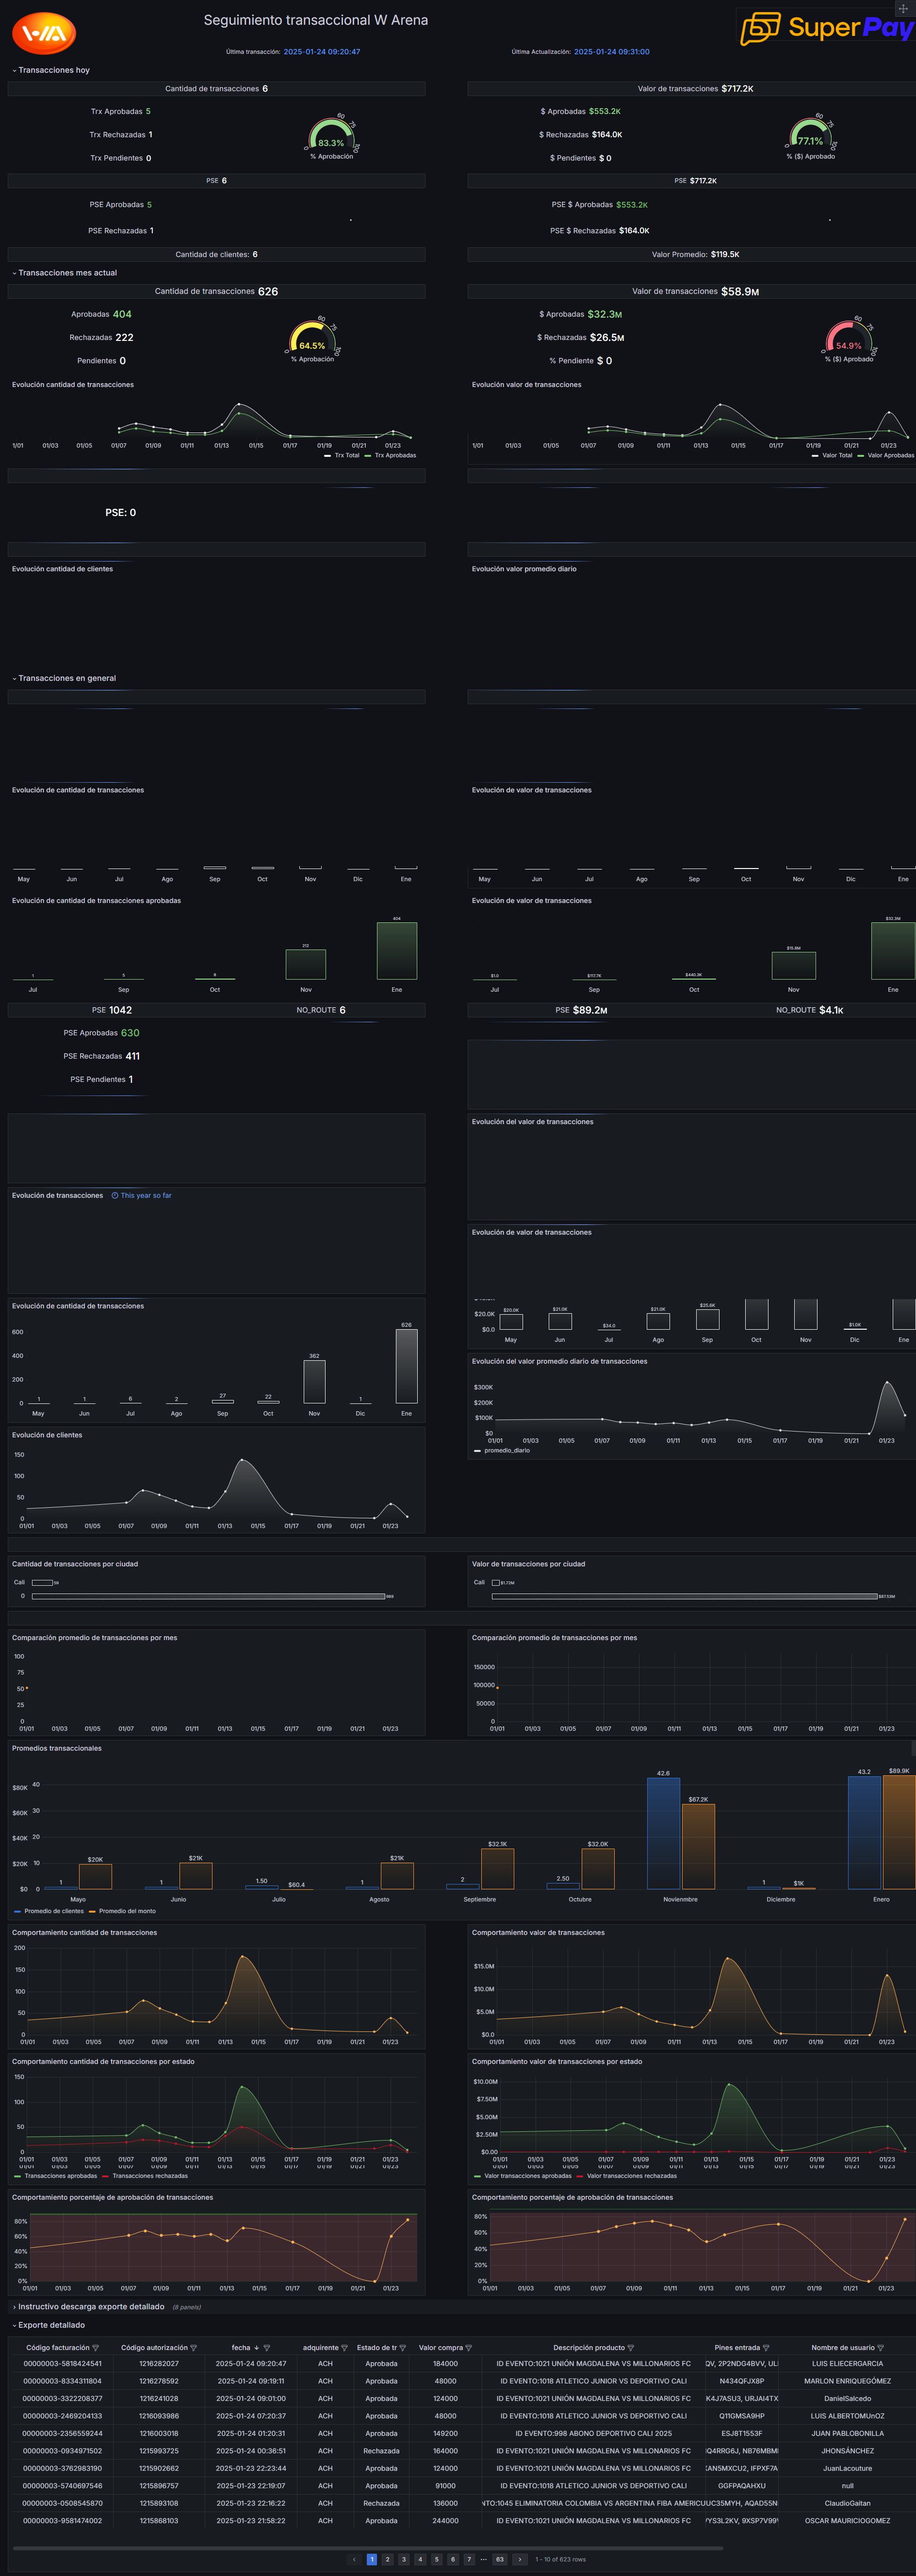 Seguimiento transaccional W Arena
SuperPay
Última transacción: 2025-01-24 09:20:47
Última Actualización: 2025-01-24 09:31:00
Transacciones hoy
Cantidad de transacciones 6
Valor de transacciones $717.2K
Trx Aprobadas 5
Trx Rechazadas 1
Trx Pendientes 0
0 60 75 100
83.3%
% Aprobación
$ Aprobadas $553.2K
$ Rechazadas $164.0K
$ Pendientes $ 0
0 60 75 100
77.1%
% ($) Aprobado
PSE 6
PSE $717.2K
PSE Aprobadas 5
PSE Rechazadas 1
PSE $ Aprobadas $553.2K
PSE $ Rechazadas $164.0K
Cantidad de clientes: 6
Valor Promedio: $119.5K
Transacciones mes actual
Cantidad de transacciones 626
Valor de transacciones $58.9M
Aprobadas 404
Rechazadas 222
Pendientes 0
0 60 75 100
64.5%
% Aprobación
$ Aprobadas $32.3M
$ Rechazadas $26.5M
% Pendiente $ 0
0 60 75 100
54.9%
% ($) Aprobado
Evolución cantidad de transacciones
1/01 01/03 01/05 01/07 01/09 01/11 01/13 01/15 01/17 01/19 01/21 01/23
Trx Total Trx Aprobadas
Evolución valor de transacciones
1/01 01/03 01/05 01/07 01/09 01/11 01/13 01/15 01/17 01/19 01/21 01/23
Valor Total Valor Aprobadas
PSE: 0
Evolución cantidad de clientes
Evolución valor promedio diario
Transacciones en general
Evolución de cantidad de transacciones
May Jun Jul Ago Sep Oct Nov Dic Ene
Evolución de valor de transacciones
May Jun Jul Ago Sep Oct Nov Dic Ene
Evolución de cantidad de transacciones aprobadas
1 5 8 212 404
Jul Sep Oct Nov Ene
Evolución de valor de transacciones
$1.0 $117.7K $440.3K $15.8M $32.3M
Jul Sep Oct Nov Ene
PSE 1042
NO_ROUTE 6
PSE $89.2M
NO_ROUTE $4.1K
PSE Aprobadas 630
PSE Rechazadas 411
PSE Pendientes 1
Evolución del valor de transacciones
Evolución de transacciones This year so far
Evolución de valor de transacciones
$20.0K
$0.0
$20.0K $21.0K $34.0 $21.0K $25.6K $1.0K
May Jun Jul Ago Sep Oct Nov Dic Ene
Evolución de cantidad de transacciones
600
400
200
0
1 1 6 2 27 22 362 1 626
May Jun Jul Ago Sep Oct Nov Dic Ene
Evolución del valor promedio diario de transacciones
$300K
$200K
$100K
$0
01/01 01/03 01/05 01/07 01/09 01/11 01/13 01/15 01/17 01/19 01/21 01/23
promedio_diario
Evolución de clientes
150
100
50
0
01/01 01/03 01/05 01/07 01/09 01/11 01/13 01/15 01/17 01/19 01/21 01/23
Cantidad de transacciones por ciudad
Cali
0
Valor de transacciones por ciudad
Cali $1.72M
$87.53M
Comparación promedio de transacciones por mes
100
75
50
25
0
01/01 01/03 01/05 01/07 01/09 01/11 01/13 01/15 01/17 01/19 01/21 01/23
Comparación promedio de transacciones por mes
150000
100000
50000
0
01/01 01/03 01/05 01/07 01/09 01/11 01/13 01/15 01/17 01/19 01/21 01/23
Promedios transaccionales
$80K 40
$60K 30
$40K 20
$20K 10
$0 0
1 $20K 1 $21K 1.50 $60.4 1 $21K 2 $32.1K 2.50 $32.0K 42.6 $67.2K 1 $1K 43.2 $89.9K
Mayo Junio Julio Agosto Septiembre Octubre Novienmbre Diciembre Enero
Promedio de clientes Promedio del monto
Comportamiento cantidad de transacciones
200
150
100
50
0
01/01 01/03 01/05 01/07 01/09 01/11 01/13 01/15 01/17 01/19 01/21 01/23
Comportamiento valor de transacciones
$15.0M
$10.0M
$5.0M
$0.0
01/01 01/03 01/05 01/07 01/09 01/11 01/13 01/15 01/17 01/19 01/21 01/23
Comportamiento cantidad de transacciones por estado
150
100
50
0
01/01 01/03 01/05 01/07 01/09 01/11 01/13 01/15 01/17 01/19 01/21 01/23
Transacciones aprobadas Transacciones rechazadas
Comportamiento valor de transacciones por estado
$10.00M
$7.50M
$5.00M
$2.50M
$0.00
01/01 01/03 01/05 01/07 01/09 01/11 01/13 01/15 01/17 01/19 01/21 01/23
Valor transacciones aprobadas Valor transacciones rechazadas
Comportamiento porcentaje de aprobación de transacciones
80%
60%
40%
20%
0%
01/01 01/03 01/05 01/07 01/09 01/11 01/13 01/15 01/17 01/19 01/21 01/23
Comportamiento porcentaje de aprobación de transacciones
80%
60%
40%
20%
0%
01/01 01/03 01/05 01/07 01/09 01/11 01/13 01/15 01/17 01/19 01/21 01/23
Instructivo descarga exporte detallado (6 panels)
Exporte detallado
Código facturación Código autorización fecha adquirente Estado de tr Valor compra Descripción producto Pines entrada Nombre de usuario
00000003-5818424541 1216282027 2025-01-24 09:20:47 ACH Aprobada 184000 ID EVENTO:1021 UNIÓN MAGDALENA VS MILLONARIOS FC QV, 2P2NDG4BVV, UL LUIS ELIECERGARCIA
00000003-8334311804 1216278592 2025-01-24 09:19:11 ACH Aprobada 48000 ID EVENTO:1018 ATLETICO JUNIOR VS DEPORTIVO CALI N434QFJX8P MARLON ENRIQUEGÓMEZ
00000003-3322208377 1216241028 2025-01-24 09:01:00 ACH Aprobada 124000 ID EVENTO:1021 UNIÓN MAGDALENA VS MILLONARIOS FC K4J7ASU3, URJAI4TX DanielSalcedo
00000003-2469204133 1216093986 2025-01-24 07:20:37 ACH Aprobada 48000 ID EVENTO:1018 ATLETICO JUNIOR VS DEPORTIVO CALI Q11GMSA9HP LUIS ALBERTOMUnOZ
00000003-2356559244 1216003018 2025-01-24 01:20:31 ACH Aprobada 149200 ID EVENTO:998 ABONO DEPORTIVO CALI 2025 ESJ8T1553F JUAN PABLOBONILLA
00000003-0934971502 1215993725 2025-01-24 00:36:51 ACH Rechazada 164000 ID EVENTO:1021 UNIÓN MAGDALENA VS MILLONARIOS FC Q4RRG6J, NB76MBM JHONSÁNCHEZ
00000003-3762983190 1215902662 2025-01-23 22:23:44 ACH Aprobada 124000 ID EVENTO:1021 UNIÓN MAGDALENA VS MILLONARIOS FC AN5MXCU2, IFPXF7A JuanLacouture
00000003-5740697546 1215896757 2025-01-23 22:19:07 ACH Aprobada 91000 ID EVENTO:1018 ATLETICO JUNIOR VS DEPORTIVO CALI GGFPAQAHXU null
00000003-0508545870 1215893108 2025-01-23 22:16:22 ACH Rechazada 136000 NTO:1045 ELIMINATORIA COLOMBIA VS ARGENTINA FIBA AMERICU UC35MYH, AQAD55N ClaudioGaitan
00000003-9581474002 1215868103 2025-01-23 21:58:22 ACH Aprobada 244000 ID EVENTO:1021 UNIÓN MAGDALENA VS MILLONARIOS FC YS3L2KV, 9XSP7V99 OSCAR MAURICIOGOMEZ
1 2 3 4 5 6 7 ··· 63 1 - 10 of 623 rows